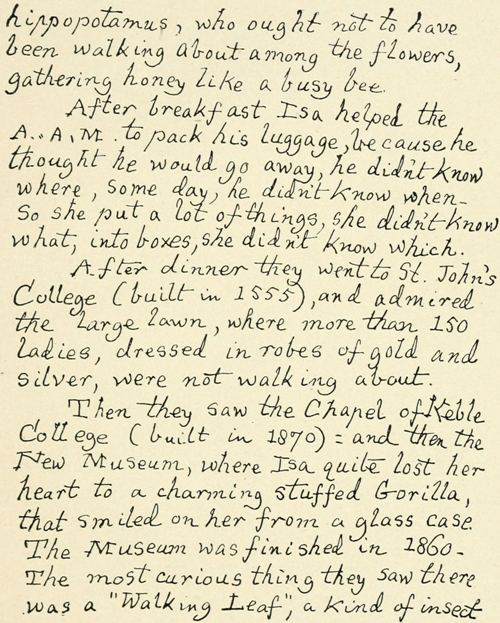 hippopotamus, who ought not to have
been walking about among the flowers,
gathering honey like a busy bee.
After breakfast Isa helped the
A.A.M. to pack his luggage, because he
thought he would go away, he didn't know
where, some day, he didn't know when-
So she put a lot of things, she didn't know
what, into boxes, she didn't know which.
After dinner they went to St. John's
College (built in 1555), and admired
the large lawn, where more than 150
ladies, dressed in robes of gold and
silver, were not walking about.
Then they saw the Chapel of Keble
College (built in 1870) : and then the
New Museum, where Isa quite lost her
heart to a charming stuffed Gorilla,
that smiled on her from a glass case.
The Museum was finished in 1860-
The most curious thing they saw there
was a "Walking Leaf", a kind of insect